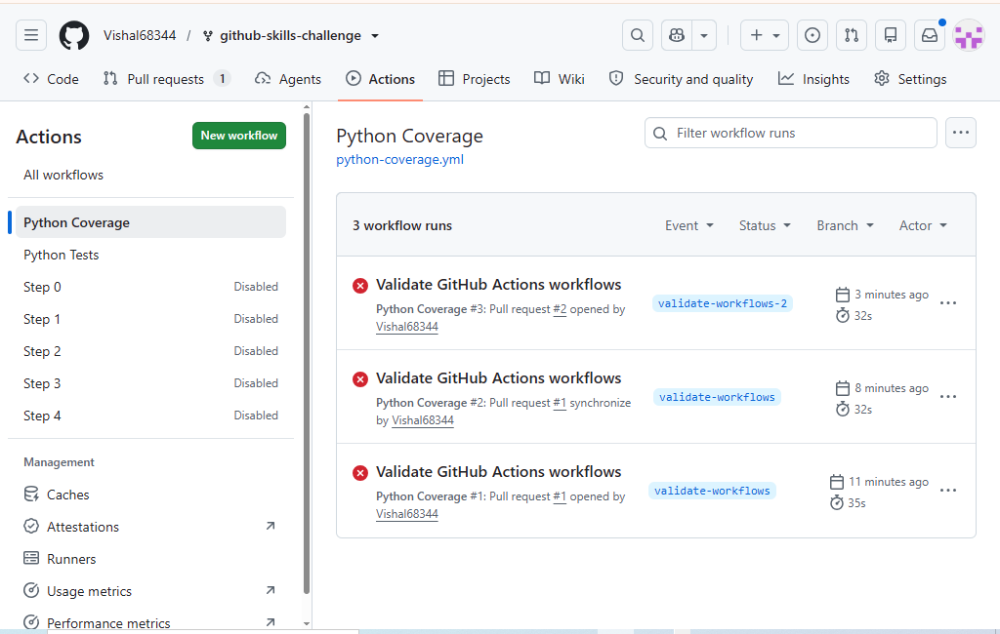 Vishal68344 / github-skills-challenge
Code Pull requests 1 Agents Actions Projects Wiki Security and quality Insights Settings
Actions
New workflow
All workflows
Python Coverage
Python Tests
Step 0 Disabled
Step 1 Disabled
Step 2 Disabled
Step 3 Disabled
Step 4 Disabled
Management
Caches
Attestations
Runners
Usage metrics
Performance metrics
Python Coverage
python-coverage.yml
Filter workflow runs
3 workflow runs Event Status Branch Actor
Validate GitHub Actions workflows
Python Coverage #3: Pull request #2 opened by
Vishal68344
validate-workflows-2
3 minutes ago
32s
Validate GitHub Actions workflows
Python Coverage #2: Pull request #1 synchronize
by Vishal68344
validate-workflows
8 minutes ago
32s
Validate GitHub Actions workflows
Python Coverage #1: Pull request #1 opened by
Vishal68344
validate-workflows
11 minutes ago
35s